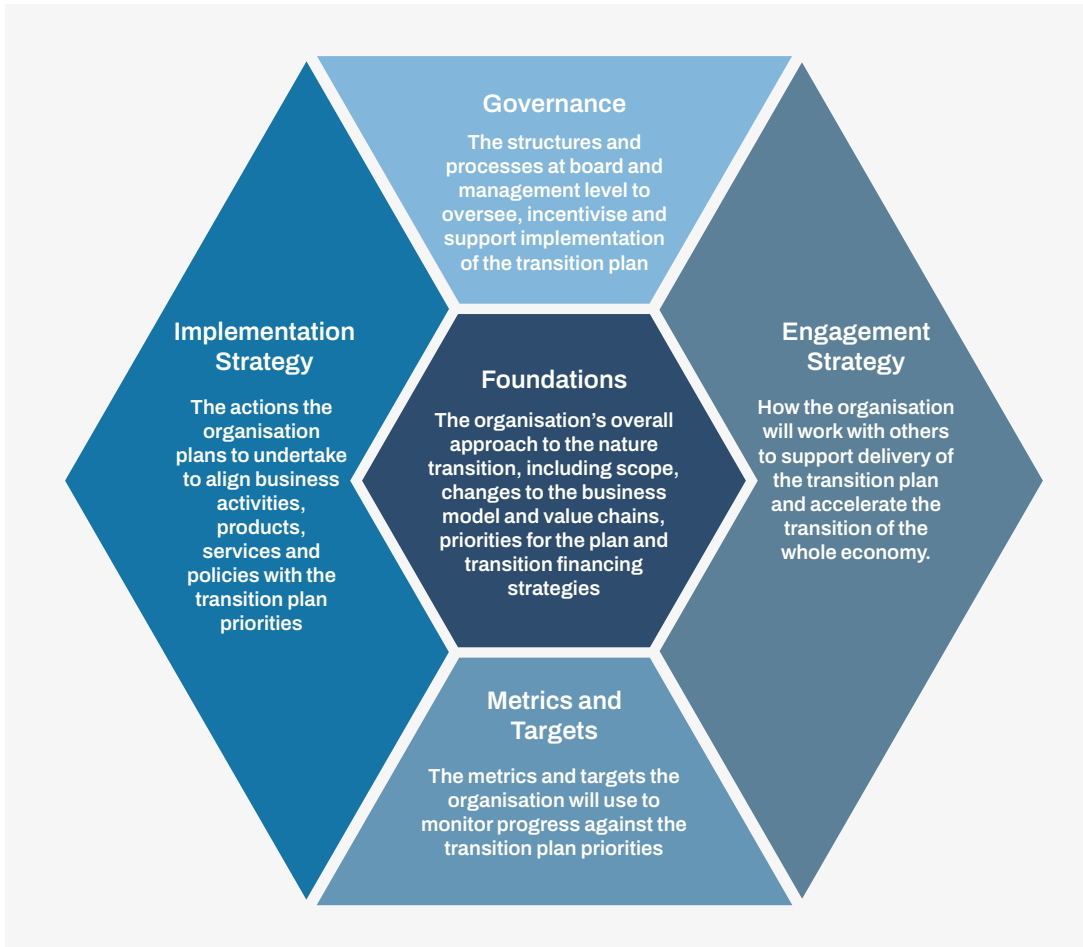 Governance
The structures and
processes at board and
management level to
oversee, incentivise and
support implementation
of the transition plan
Implementation
Strategy
The actions the
organisation
plans to undertake
to align business
activities,
products,
services and
policies with the
transition plan
priorities
Foundations
The organisation’s overall
approach to the nature
transition, including scope,
changes to the business
model and value chains,
priorities for the plan and
transition financing
strategies
Engagement
Strategy
How the organisation
will work with others
to support delivery of
the transition plan
and accelerate the
transition of the
whole economy.
Metrics and
Targets
The metrics and targets the
organisation will use to
monitor progress against the
transition plan priorities